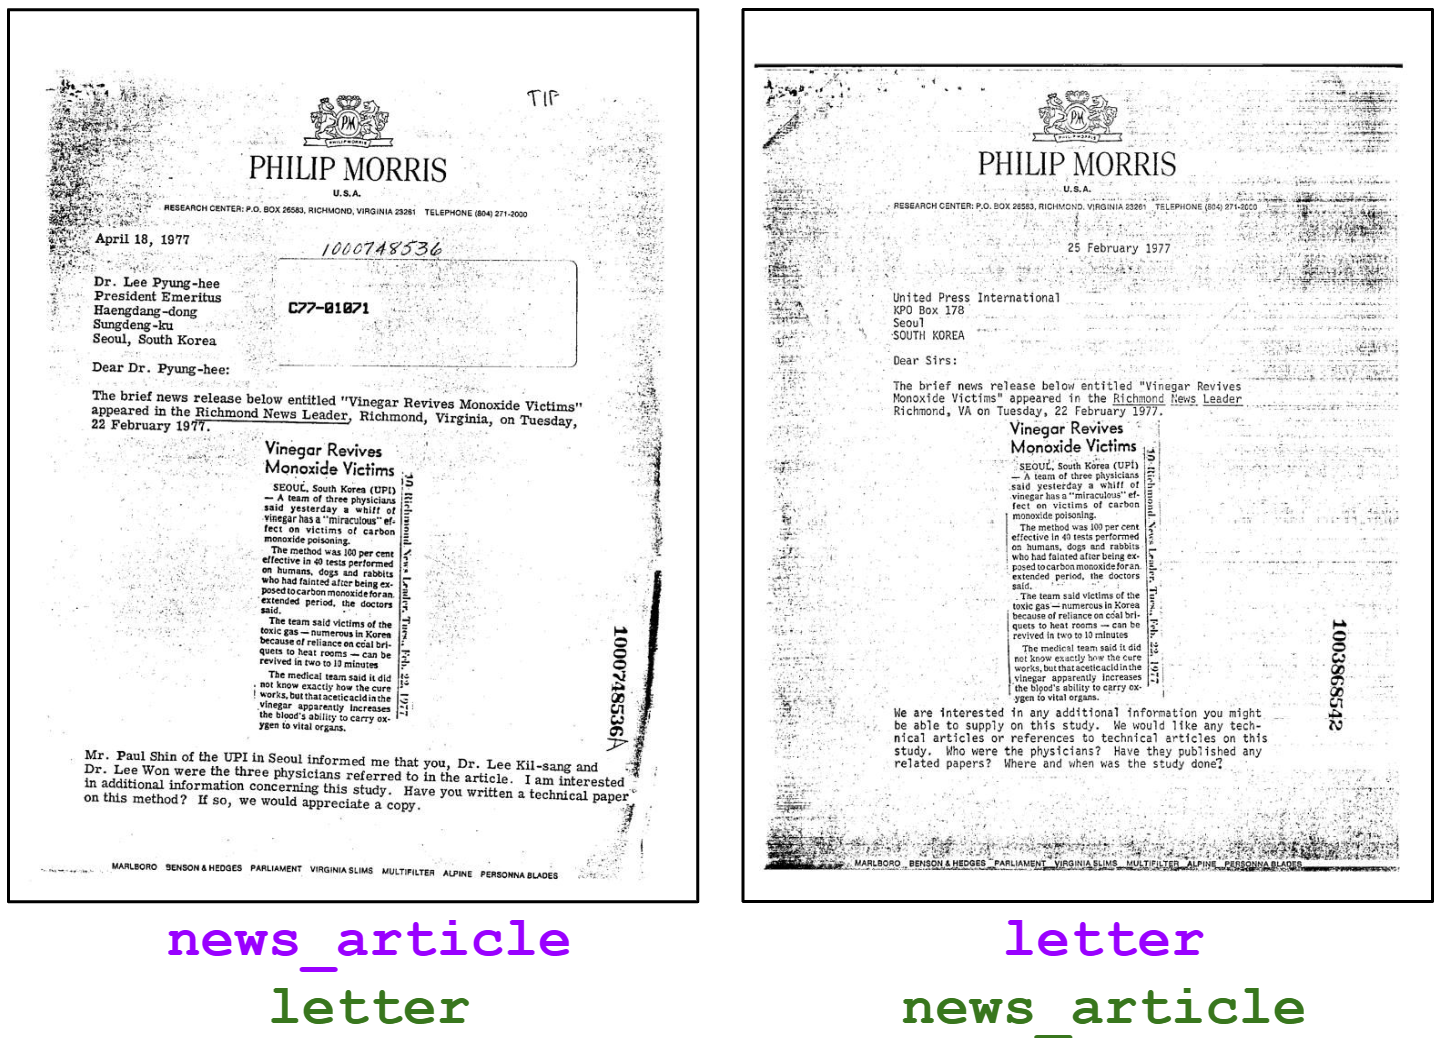 TIP
PM
PHILIP MORRIS
U.S.A.
RESEARCH CENTER: P.O. BOX 26583, RICHMOND, VIRGINIA 23261 TELEPHONE (804) 271-2000
April 18, 1977
1000748536
C77-01071
Dr. Lee Pyung-hee
President Emeritus
Haengdang-dong
Sungdeng-ku
Seoul, South Korea
Dear Dr. Pyung-hee:
The brief news release below entitled "Vinegar Revives Monoxide Victims"
appeared in the Richmond News Leader, Richmond, Virginia, on Tuesday,
22 February 1977.
Vinegar Revives
Monoxide Victims
SEOUL, South Korea (UPI)
— A team of three physicians
said yesterday a whiff of
vinegar has a "miraculous" ef-
fect on victims of carbon
monoxide poisoning.
The method was 100 per cent
effective in 40 tests performed
on humans, dogs and rabbits
who had fainted after being ex-
posed to carbon monoxide for an
extended period, the doctors
said.
The team said victims of the
toxic gas — numerous in Korea
because of reliance on coal bri-
quets to heat rooms — can be
revived in two to 10 minutes
The medical team said it did
not know exactly how the cure
works, but that acetic acid in the
vinegar apparently increases
the blood's ability to carry ox-
ygen to vital organs.
30 Richmond News Leader, Tues., Feb. 22, 1977
1000748536A
Mr. Paul Shin of the UPI in Seoul informed me that you, Dr. Lee Kil-sang and
Dr. Lee Won were the three physicians referred to in the article. I am interested
in additional information concerning this study. Have you written a technical paper
on this method? If so, we would appreciate a copy.
MARLBORO BENSON & HEDGES PARLIAMENT VIRGINIA SLIMS MULTIFILTER ALPINE PERSONNA BLADES
news_article
letter
PM
PHILIP MORRIS
PHILIP MORRIS
U.S.A.
RESEARCH CENTER: P.O. BOX 26583, RICHMOND, VIRGINIA 23261 TELEPHONE (804) 271-2000
25 February 1977
United Press International
KPO Box 178
Seoul
SOUTH KOREA
Dear Sirs:
The brief news release below entitled "Vinegar Revives
Monoxide Victims" appeared in the Richmond News Leader
Richmond, VA on Tuesday, 22 February 1977.
Vinegar Revives
Monoxide Victims
SEOUL, South Korea (UPI)
— A team of three physicians
said yesterday a whiff of
vinegar has a "miraculous" ef-
fect on victims of carbon
monoxide poisoning.
The method was 100 per cent
effective in 40 tests performed
on humans, dogs and rabbits
who had fainted after being ex-
posed to carbon monoxide for an
extended period, the doctors
said.
The team said victims of the
toxic gas — numerous in Korea
because of reliance on coal bri-
quets to heat rooms — can be
revived in two to 10 minutes
The medical team said it did
not know exactly how the cure
works, but that acetic acid in the
vinegar apparently increases
the blood's ability to carry ox-
ygen to vital organs.
30 Richmond News Leader, Tues., Feb. 22, 1977
1003868542
We are interested in any additional information you might
be able to supply on this study. We would like any tech-
nical articles or references to technical articles on this
study. Who were the physicians? Have they published any
related papers? Where and when was the study done?
MARLBORO BENSON & HEDGES PARLIAMENT VIRGINIA SLIMS MULTIFILTER ALPINE PERSONNA BLADES
letter
news_article